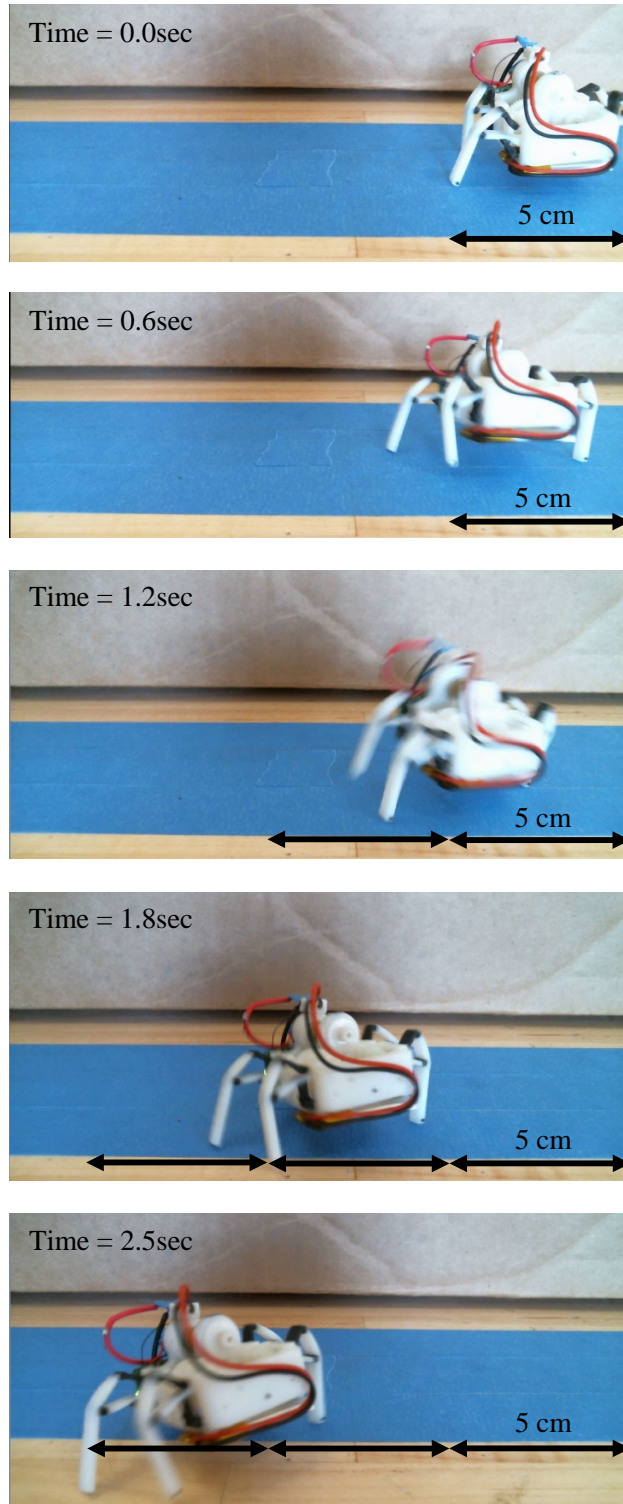 Time = 0.0sec
5 cm
Time = 0.6sec
5 cm
Time = 1.2sec
5 cm
Time = 1.8sec
5 cm
Time = 2.5sec
5 cm